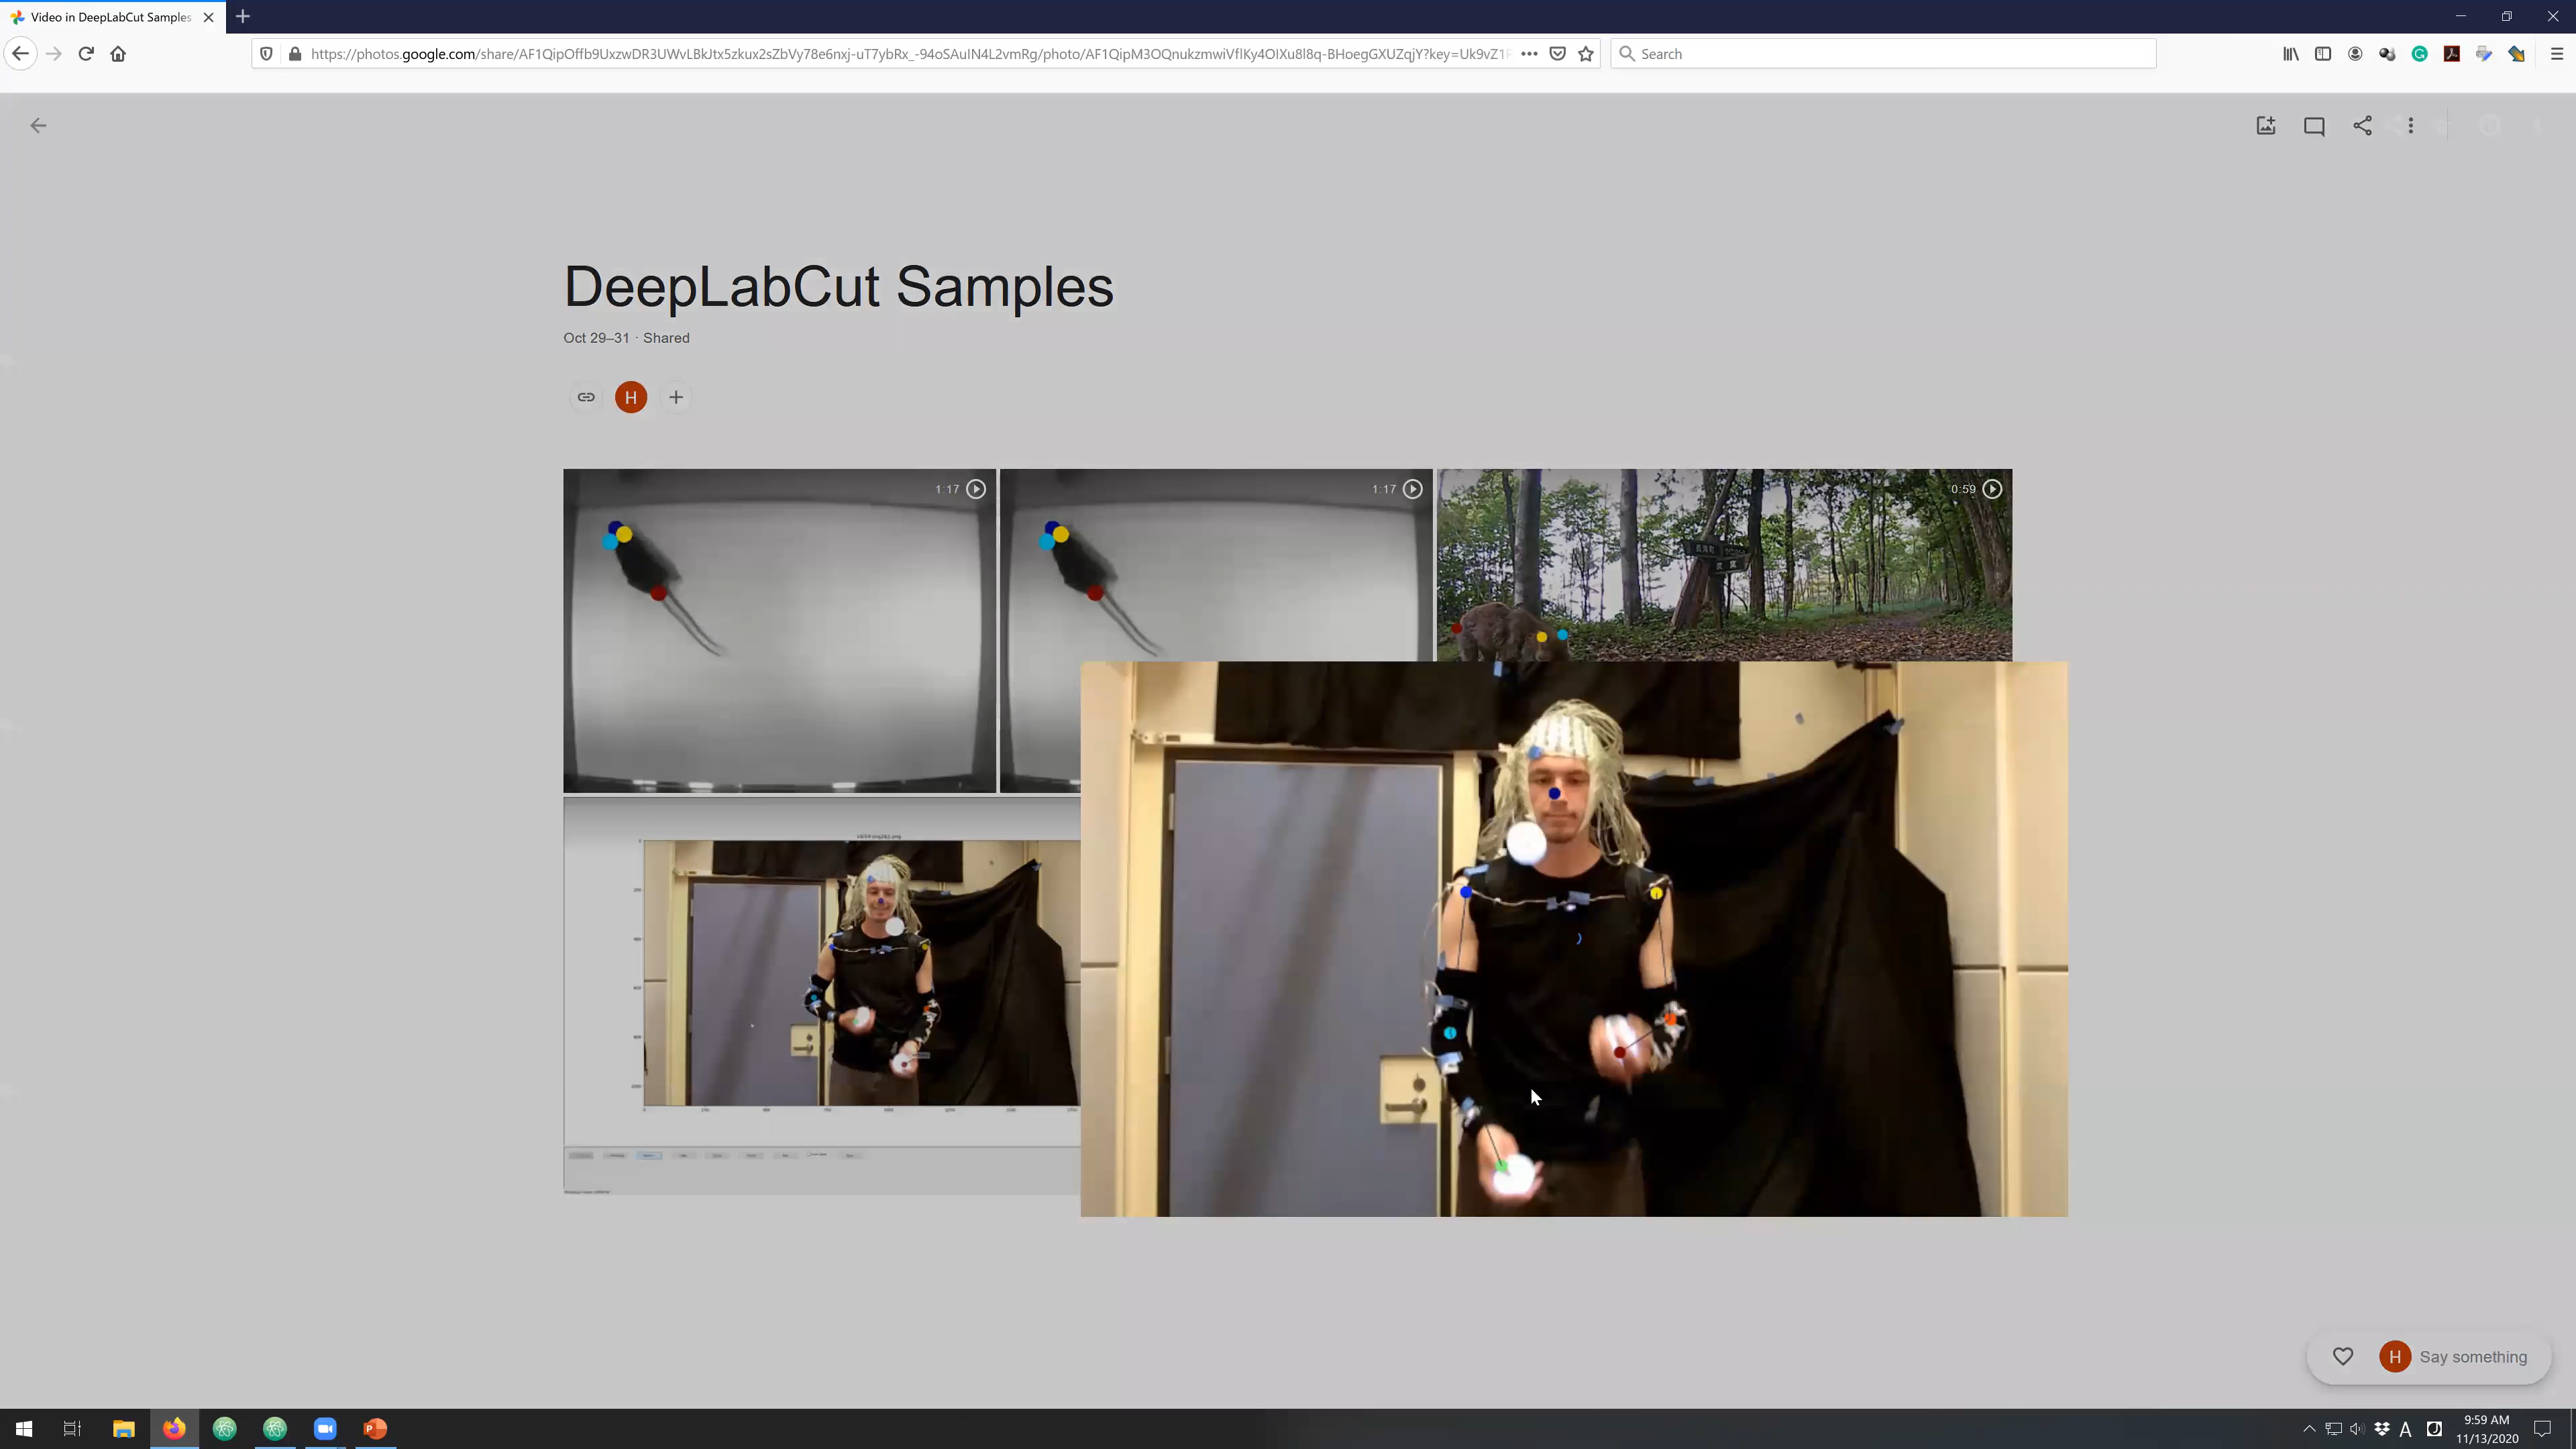 Video in DeepLabCut Samples
https://photos.google.com/share/AF1QipOffb9UxzwDR3UWvLBkJtx5zkux2sZbVy78e6nxj-uT7ybRx_-94oSAuIN4L2vmRg/photo/AF1QipM3OQnukzmwiVflKy4OIXu8l8q-BHoegGXUZqjY?key=Uk9vZ1
Search
DeepLabCut Samples
Oct 29–31 · Shared
H
1:17
1:17
0:59
H Say something
9:59 AM
11/13/2020